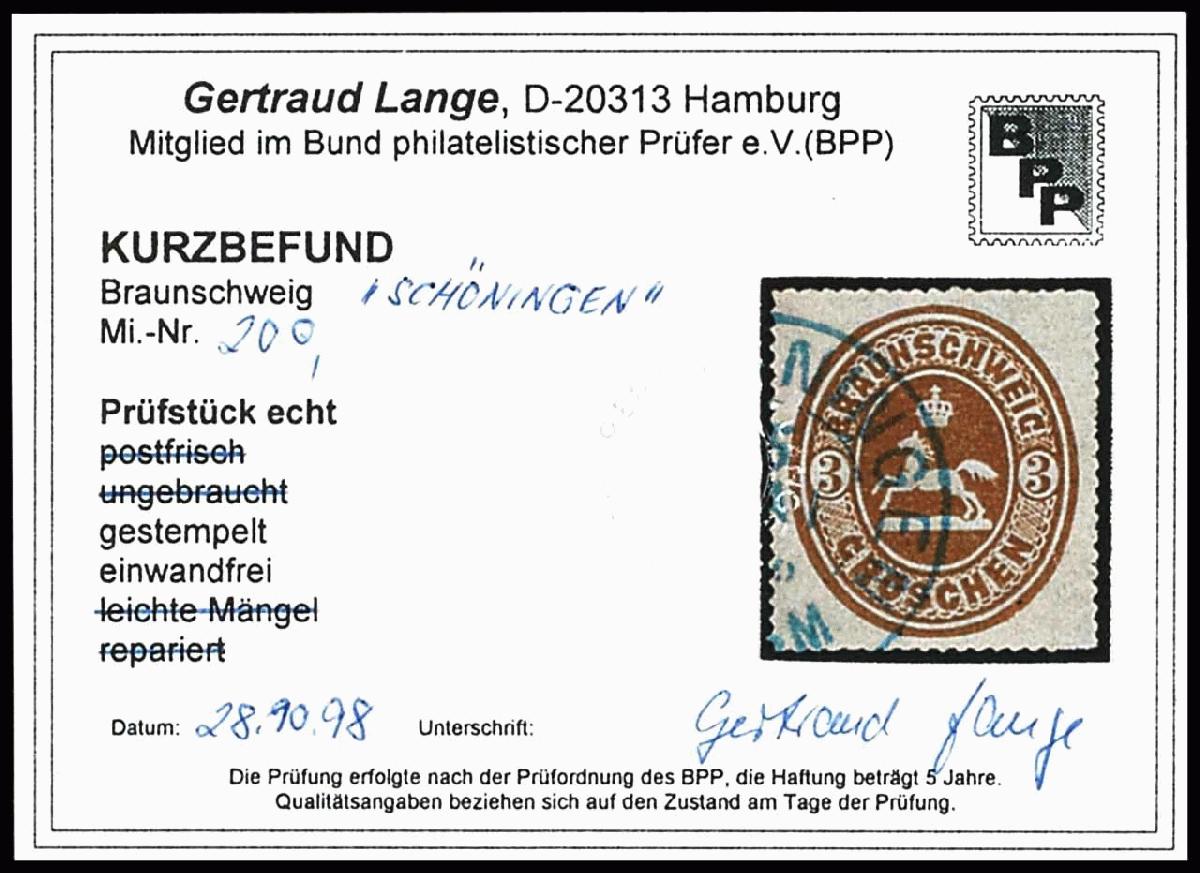 Gertraud Lange, D-20313 Hamburg
Mitglied im Bund philatelistischer Prüfer e.V.(BPP)
BPP
KURZBEFUND
Braunschweig "SCHÖNINGEN"
Mi.-Nr. 20
Prüfstück echt
postfrisch
ungebraucht
gestempelt
einwandfrei
leichte Mängel
repariert
BRAUNSCHWEIG
3 3
GROSCHEN
Datum: 28.10.98 Unterschrift: Gertraud Lange
Die Prüfung erfolgte nach der Prüfordnung des BPP, die Haftung beträgt 5 Jahre.
Qualitätsangaben beziehen sich auf den Zustand am Tage der Prüfung.